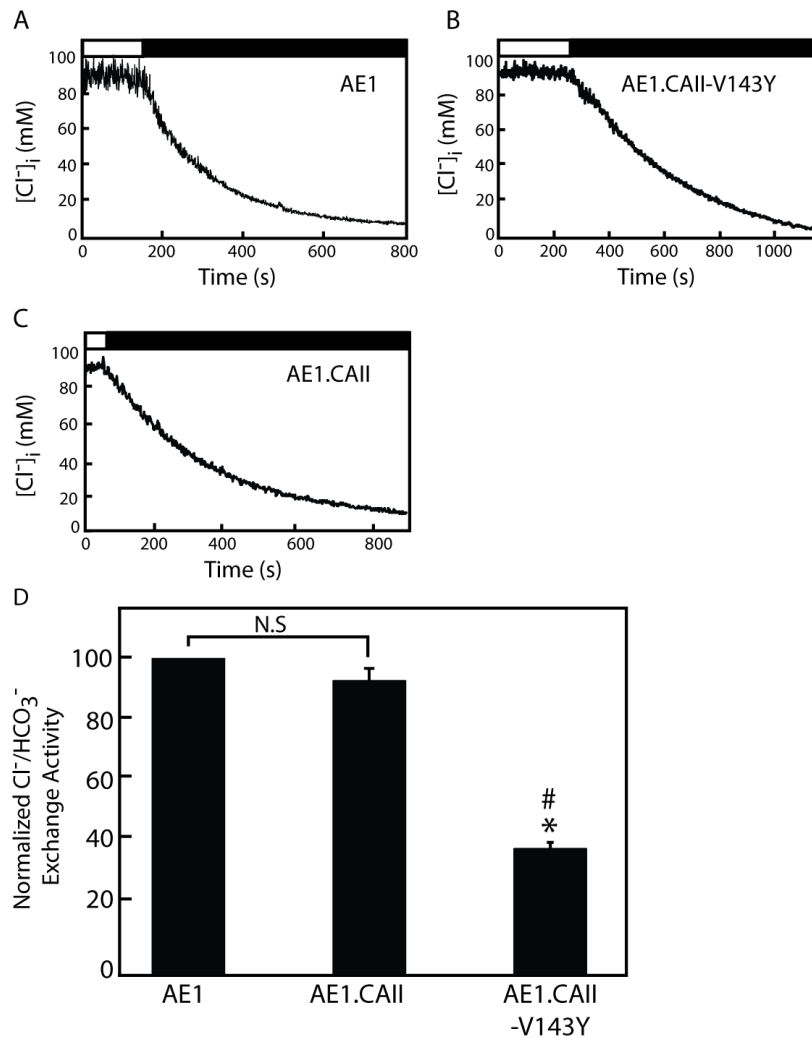 A
AE1
[Cl⁻]i (mM)
100
80
60
40
20
0
0 200 400 600 800
Time (s)
B
AE1.CAII-V143Y
[Cl⁻]i (mM)
100
80
60
40
20
0
0 200 400 600 800 1000
Time (s)
C
AE1.CAII
[Cl⁻]i (mM)
100
80
60
40
20
0
0 200 400 600 800
Time (s)
D
N.S
Normalized Cl⁻/HCO₃⁻
Exchange Activity
100
80
60
40
20
0
#
*
AE1 AE1.CAII AE1.CAII
-V143Y